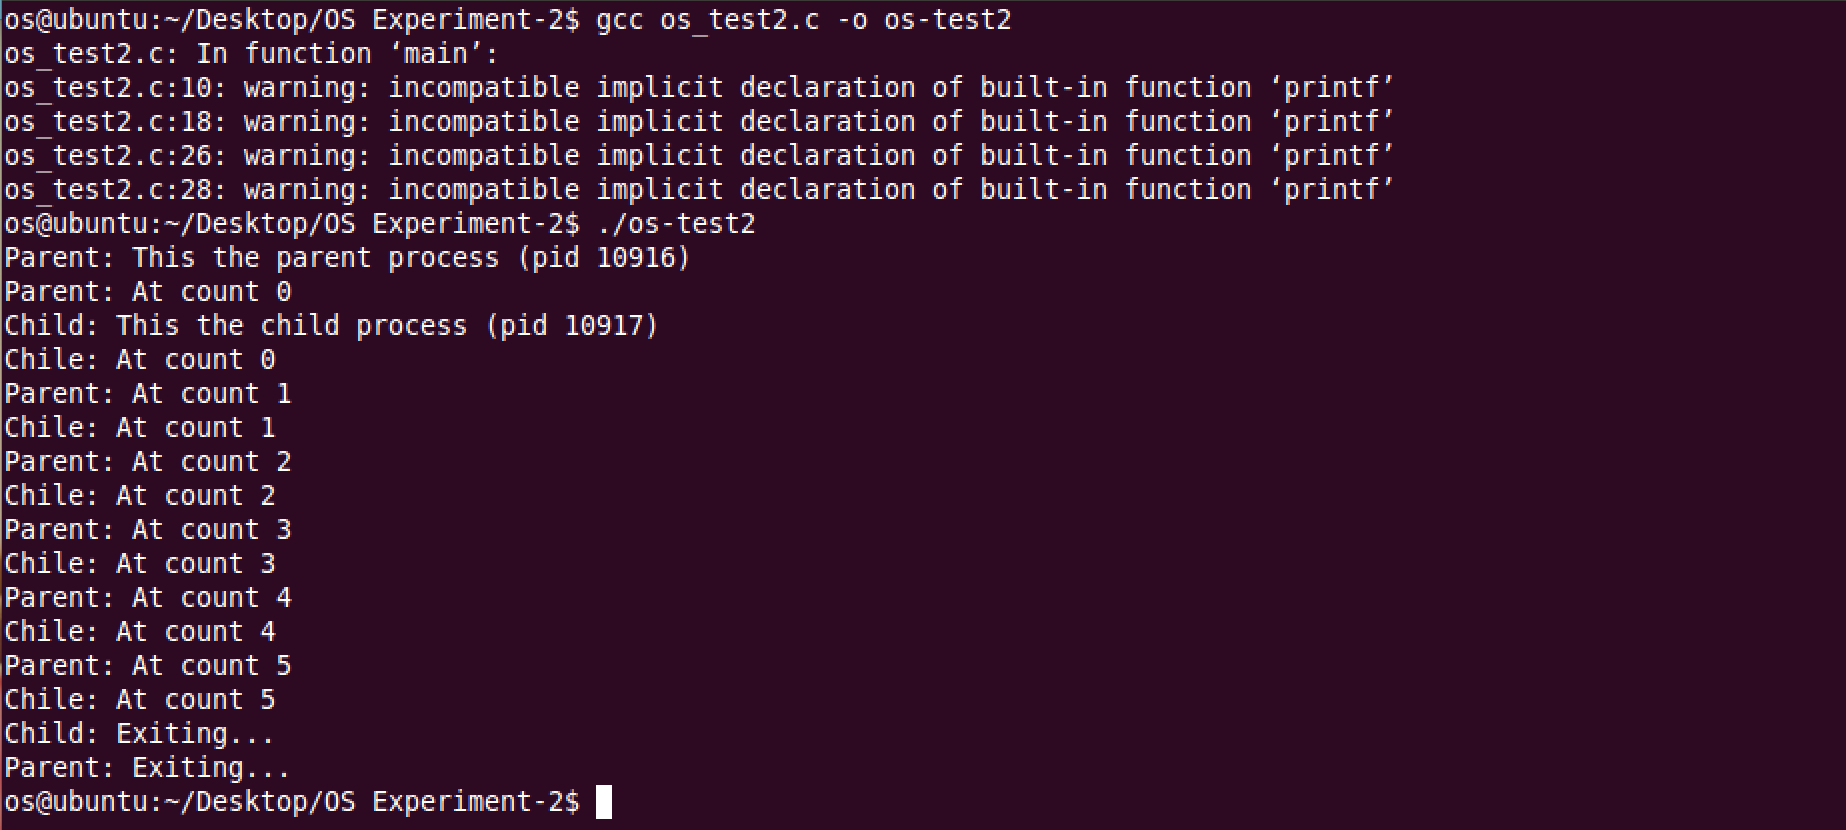 os@ubuntu:~/Desktop/OS Experiment-2$ gcc os_test2.c -o os-test2
os_test2.c: In function ‘main’:
os_test2.c:10: warning: incompatible implicit declaration of built-in function ‘printf’
os_test2.c:18: warning: incompatible implicit declaration of built-in function ‘printf’
os_test2.c:26: warning: incompatible implicit declaration of built-in function ‘printf’
os_test2.c:28: warning: incompatible implicit declaration of built-in function ‘printf’
os@ubuntu:~/Desktop/OS Experiment-2$ ./os-test2
Parent: This the parent process (pid 10916)
Parent: At count 0
Child: This the child process (pid 10917)
Chile: At count 0
Parent: At count 1
Chile: At count 1
Parent: At count 2
Chile: At count 2
Parent: At count 3
Chile: At count 3
Parent: At count 4
Chile: At count 4
Parent: At count 5
Chile: At count 5
Child: Exiting...
Parent: Exiting...
os@ubuntu:~/Desktop/OS Experiment-2$